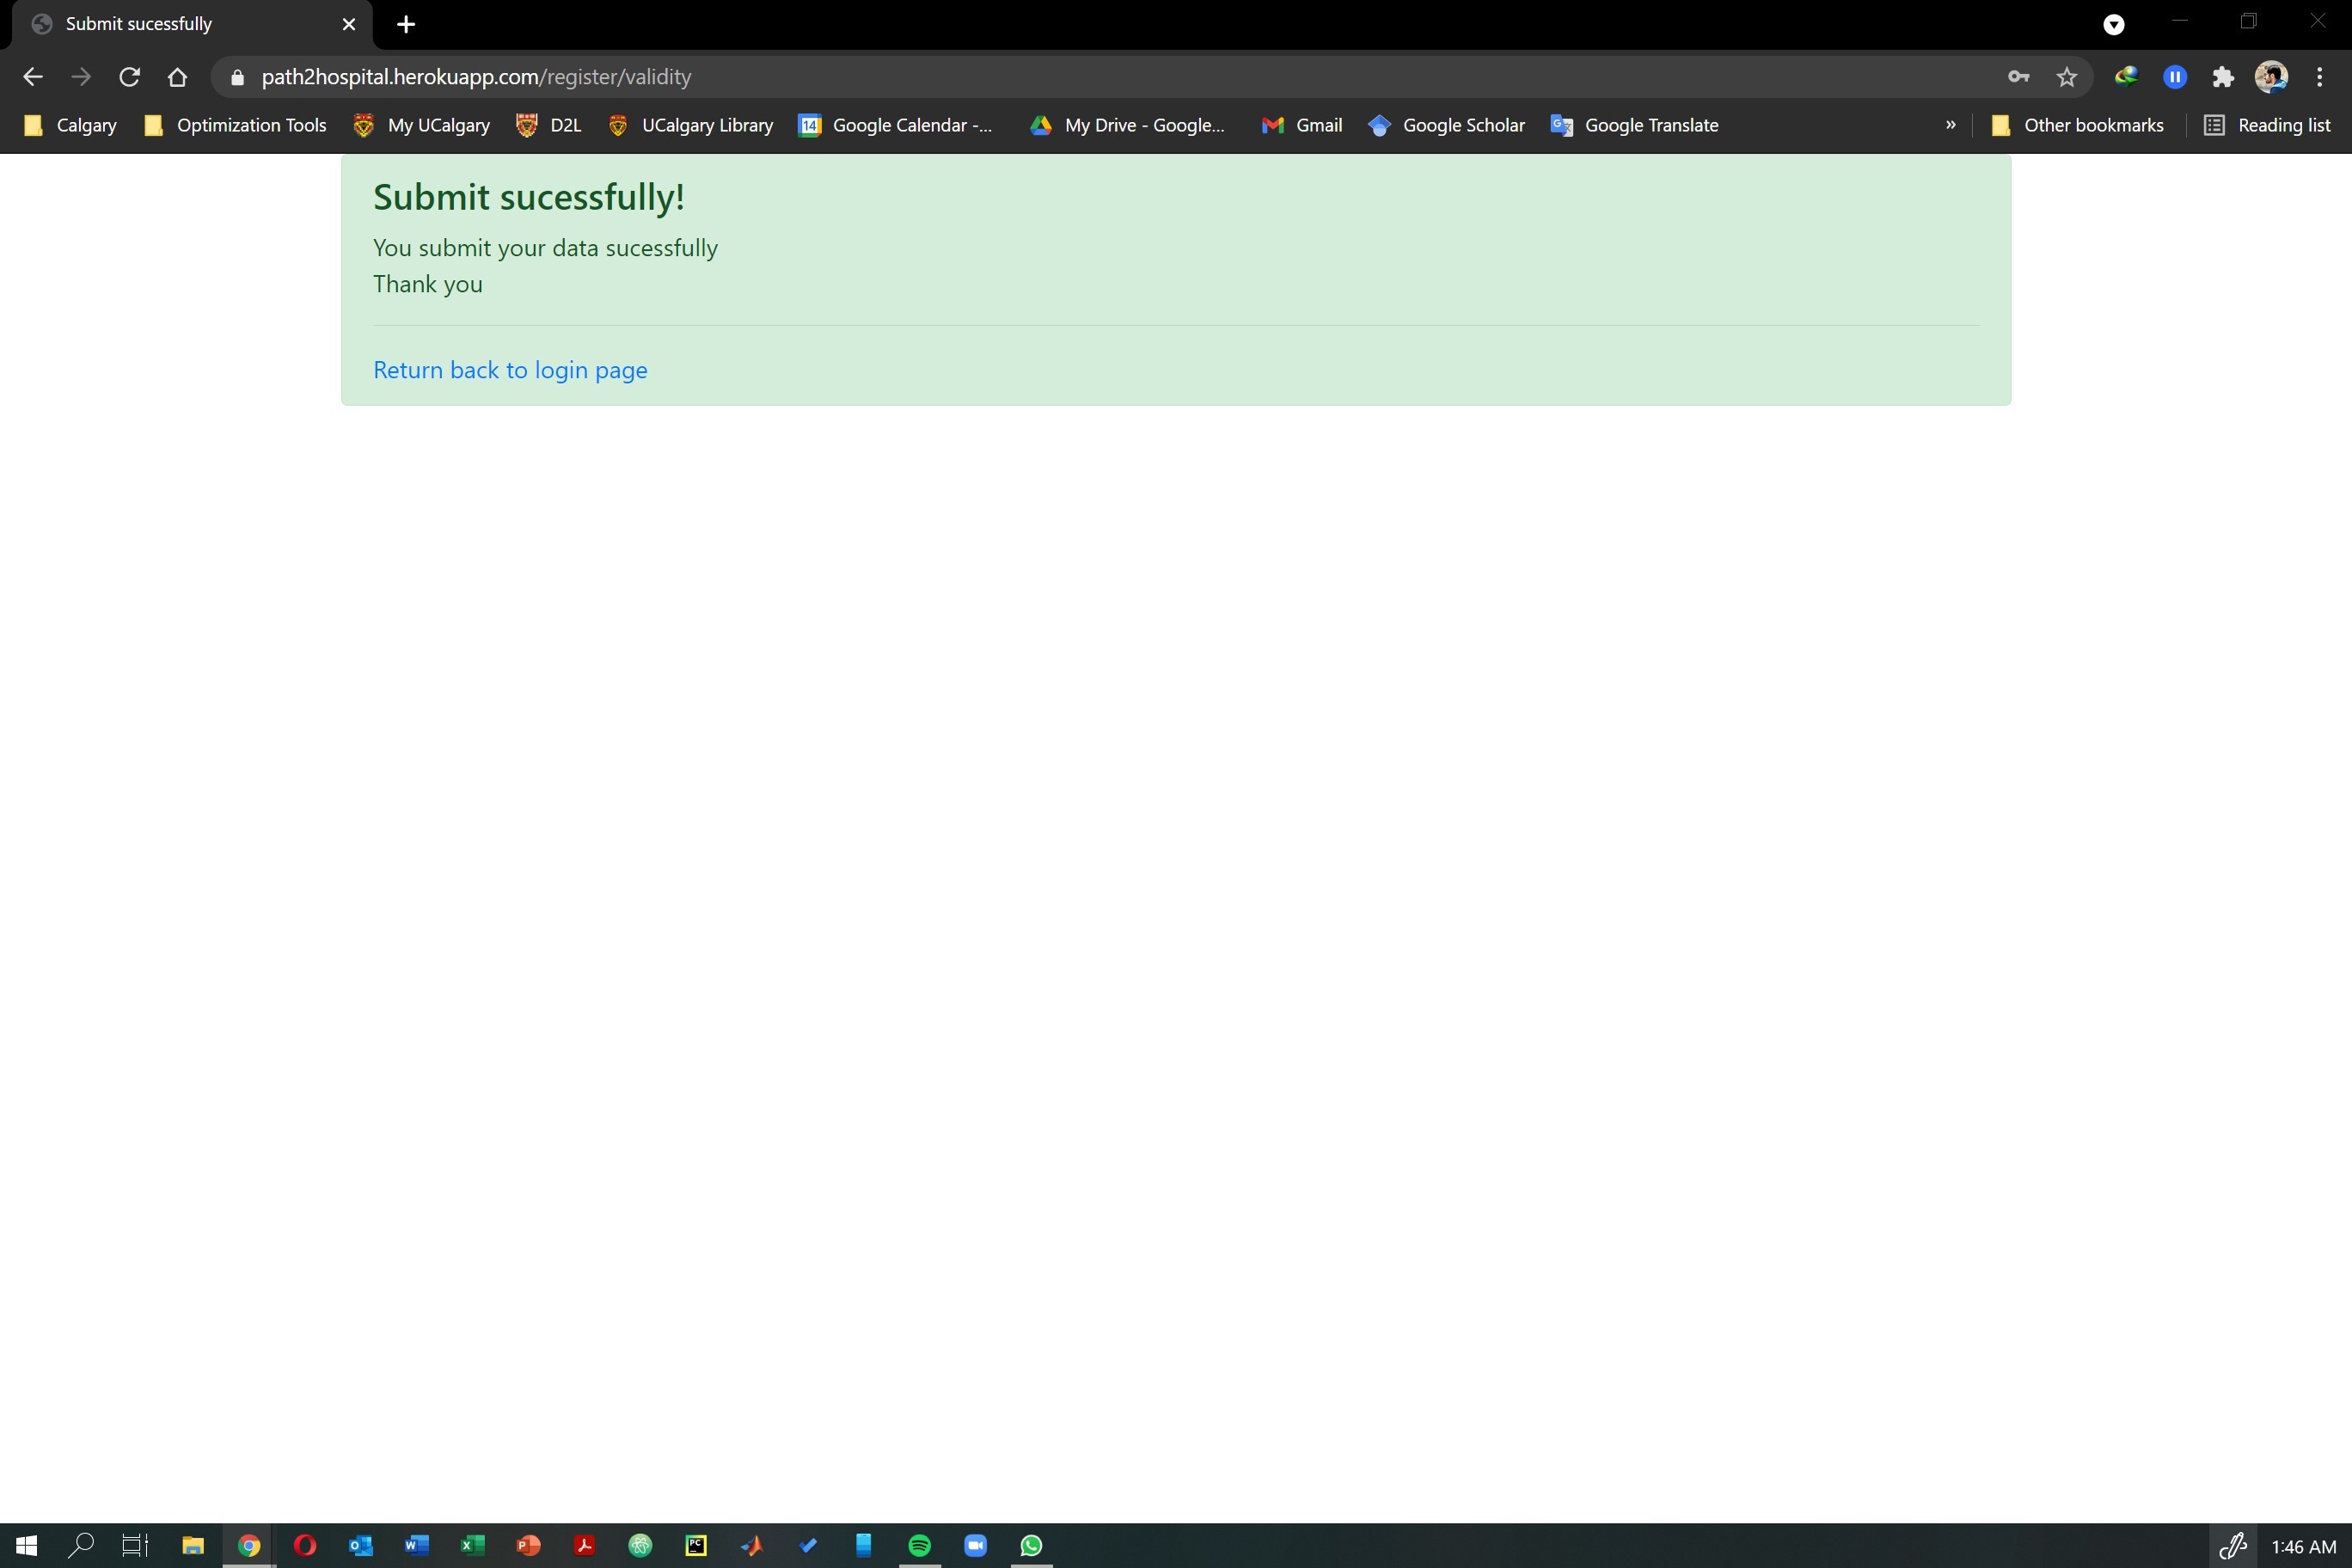 Submit sucessfully
path2hospital.herokuapp.com/register/validity
Calgary Optimization Tools My UCalgary D2L UCalgary Library 14 Google Calendar -... My Drive - Google... Gmail Google Scholar Google Translate » Other bookmarks Reading list
Submit sucessfully!
You submit your data sucessfully
Thank you
Return back to login page
1:46 AM